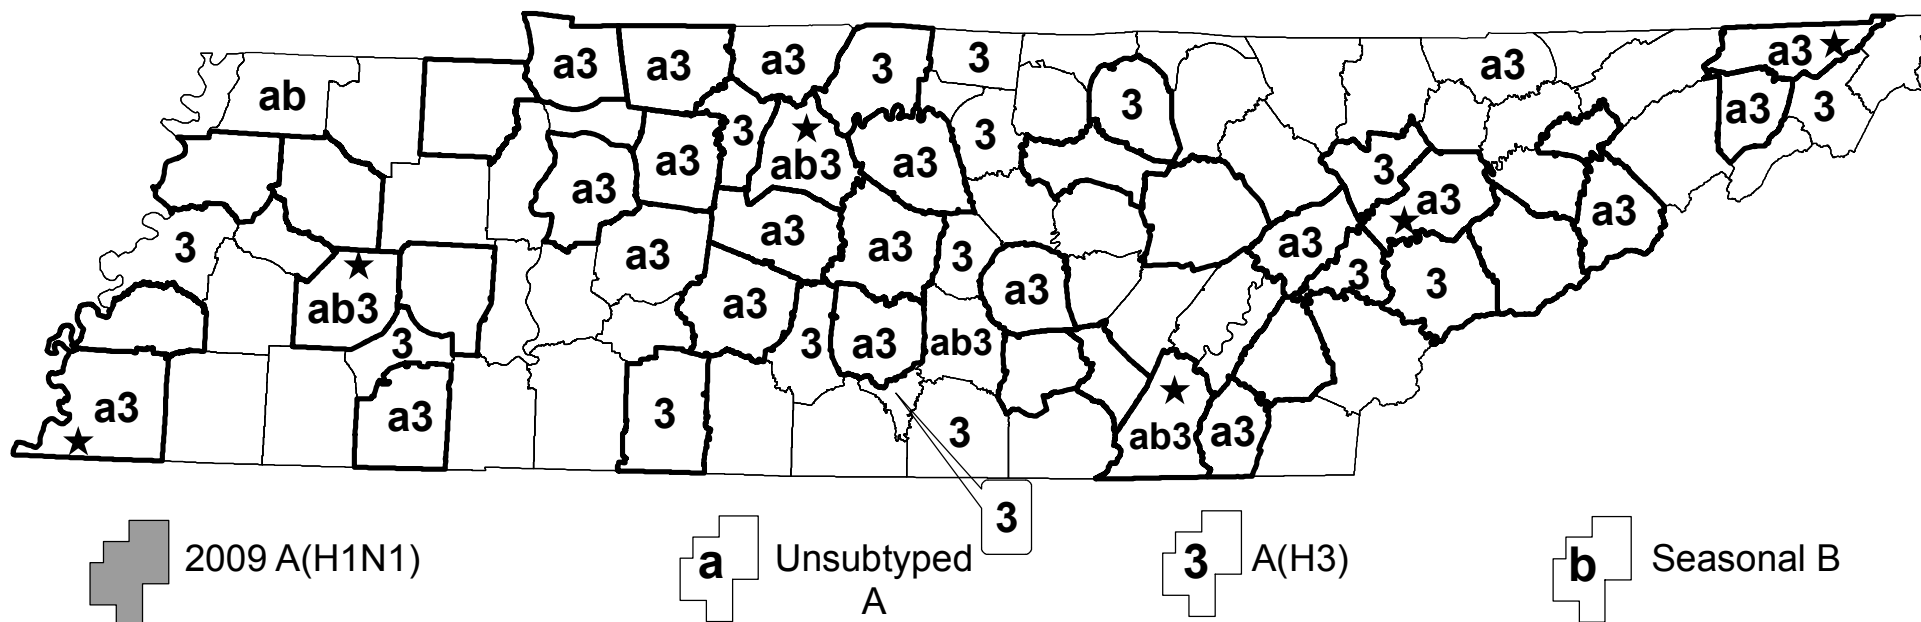 a3 a3 a3 3 3 a3 a3
ab 3 3 3 a3 3
a3 ab3 a3 3 a3
a3 a3 a3
3 a3 a3 a3 3 a3 3 3
ab3 a3 a3
3 3 a3 ab3
a3 a3 3 3 ab3 a3
3
2009 A(H1N1)
a Unsubtyped
A
3 A(H3)
b Seasonal B